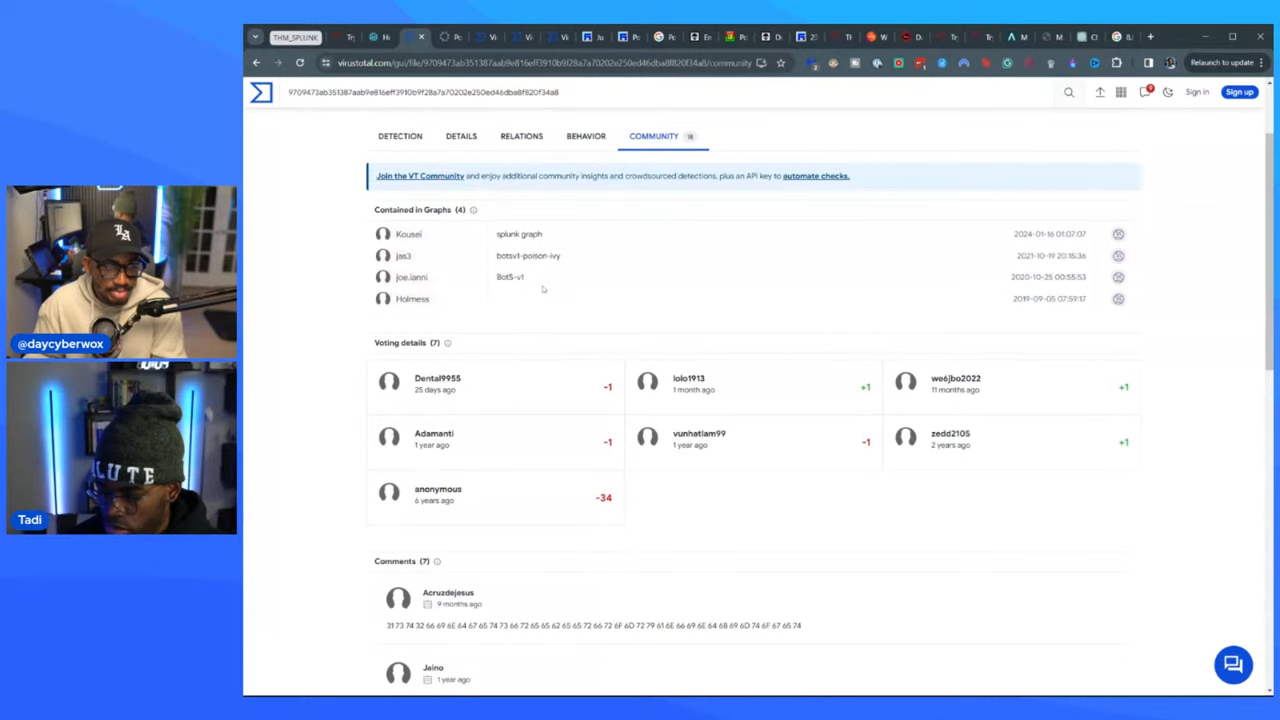 THM_SPLUNK
virustotal.com/gui/file/9709473ab351387aab9e816eff3910b9f28a7a70202e250ed46dbaf8f820f34a8/community
Relaunch to update
9709473ab351387aab9e816eff3910b9f28a7a70202e250ed46dbaf8f820f34a8
Sign in
Sign up
DETECTION
DETAILS
RELATIONS
BEHAVIOR
COMMUNITY 18
Join the VT Community and enjoy additional community insights and crowdsourced detections, plus an API key to automate checks.
Contained in Graphs (4)
Kousei splunk graph 2024-01-16 01:07:07
jas3 botsv1-poison-ivy 2021-10-19 20:15:36
joe.ianni BotS-v1 2020-10-25 00:55:53
Holmess 2019-09-05 07:59:17
Voting details (7)
Dental9955
25 days ago
-1
lolo1913
1 month ago
+1
we6jbo2022
11 months ago
+1
Adamanti
1 year ago
-1
vunhatlam99
1 year ago
-1
zedd2105
2 years ago
+1
anonymous
6 years ago
-34
Comments (7)
Acruzdejesus
9 months ago
31 73 74 32 66 69 6E 64 67 65 74 73 66 72 65 65 62 65 65 72 66 72 6F 6D 72 79 61 6E 66 69 6E 64 68 69 6D 74 6F 67 65 74
Jaino
1 year ago
LA
@daycyberwox
LUTE
Tadi